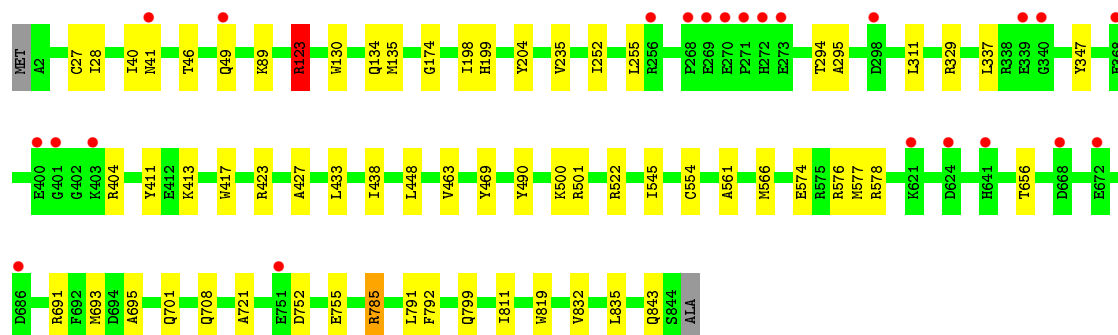 MET A2 C27 I28 I40 N41 T46 Q49 K89 R123 W130 Q134 M135 G174 I198 H199 Y204 V235 I252 L255 R256 P268 E269 E270 P271 H272 E273 T294 A295 D298 L311 R329 L337 R338 E339 G340 Y347 E368
E400 G401 G402 K403 R404 Y411 E412 K413 W417 R423 A427 L433 I438 L448 V463 Y469 Y490 K500 R501 R522 I545 C554 A561 M566 E574 R575 R576 M577 R578 K621 D624 H641 T656 D668 E672
D686 R691 F692 M693 D694 A695 Q701 Q708 A721 E751 D752 E755 R785 L791 F792 Q799 I811 W819 V832 L835 Q843 S844 ALA